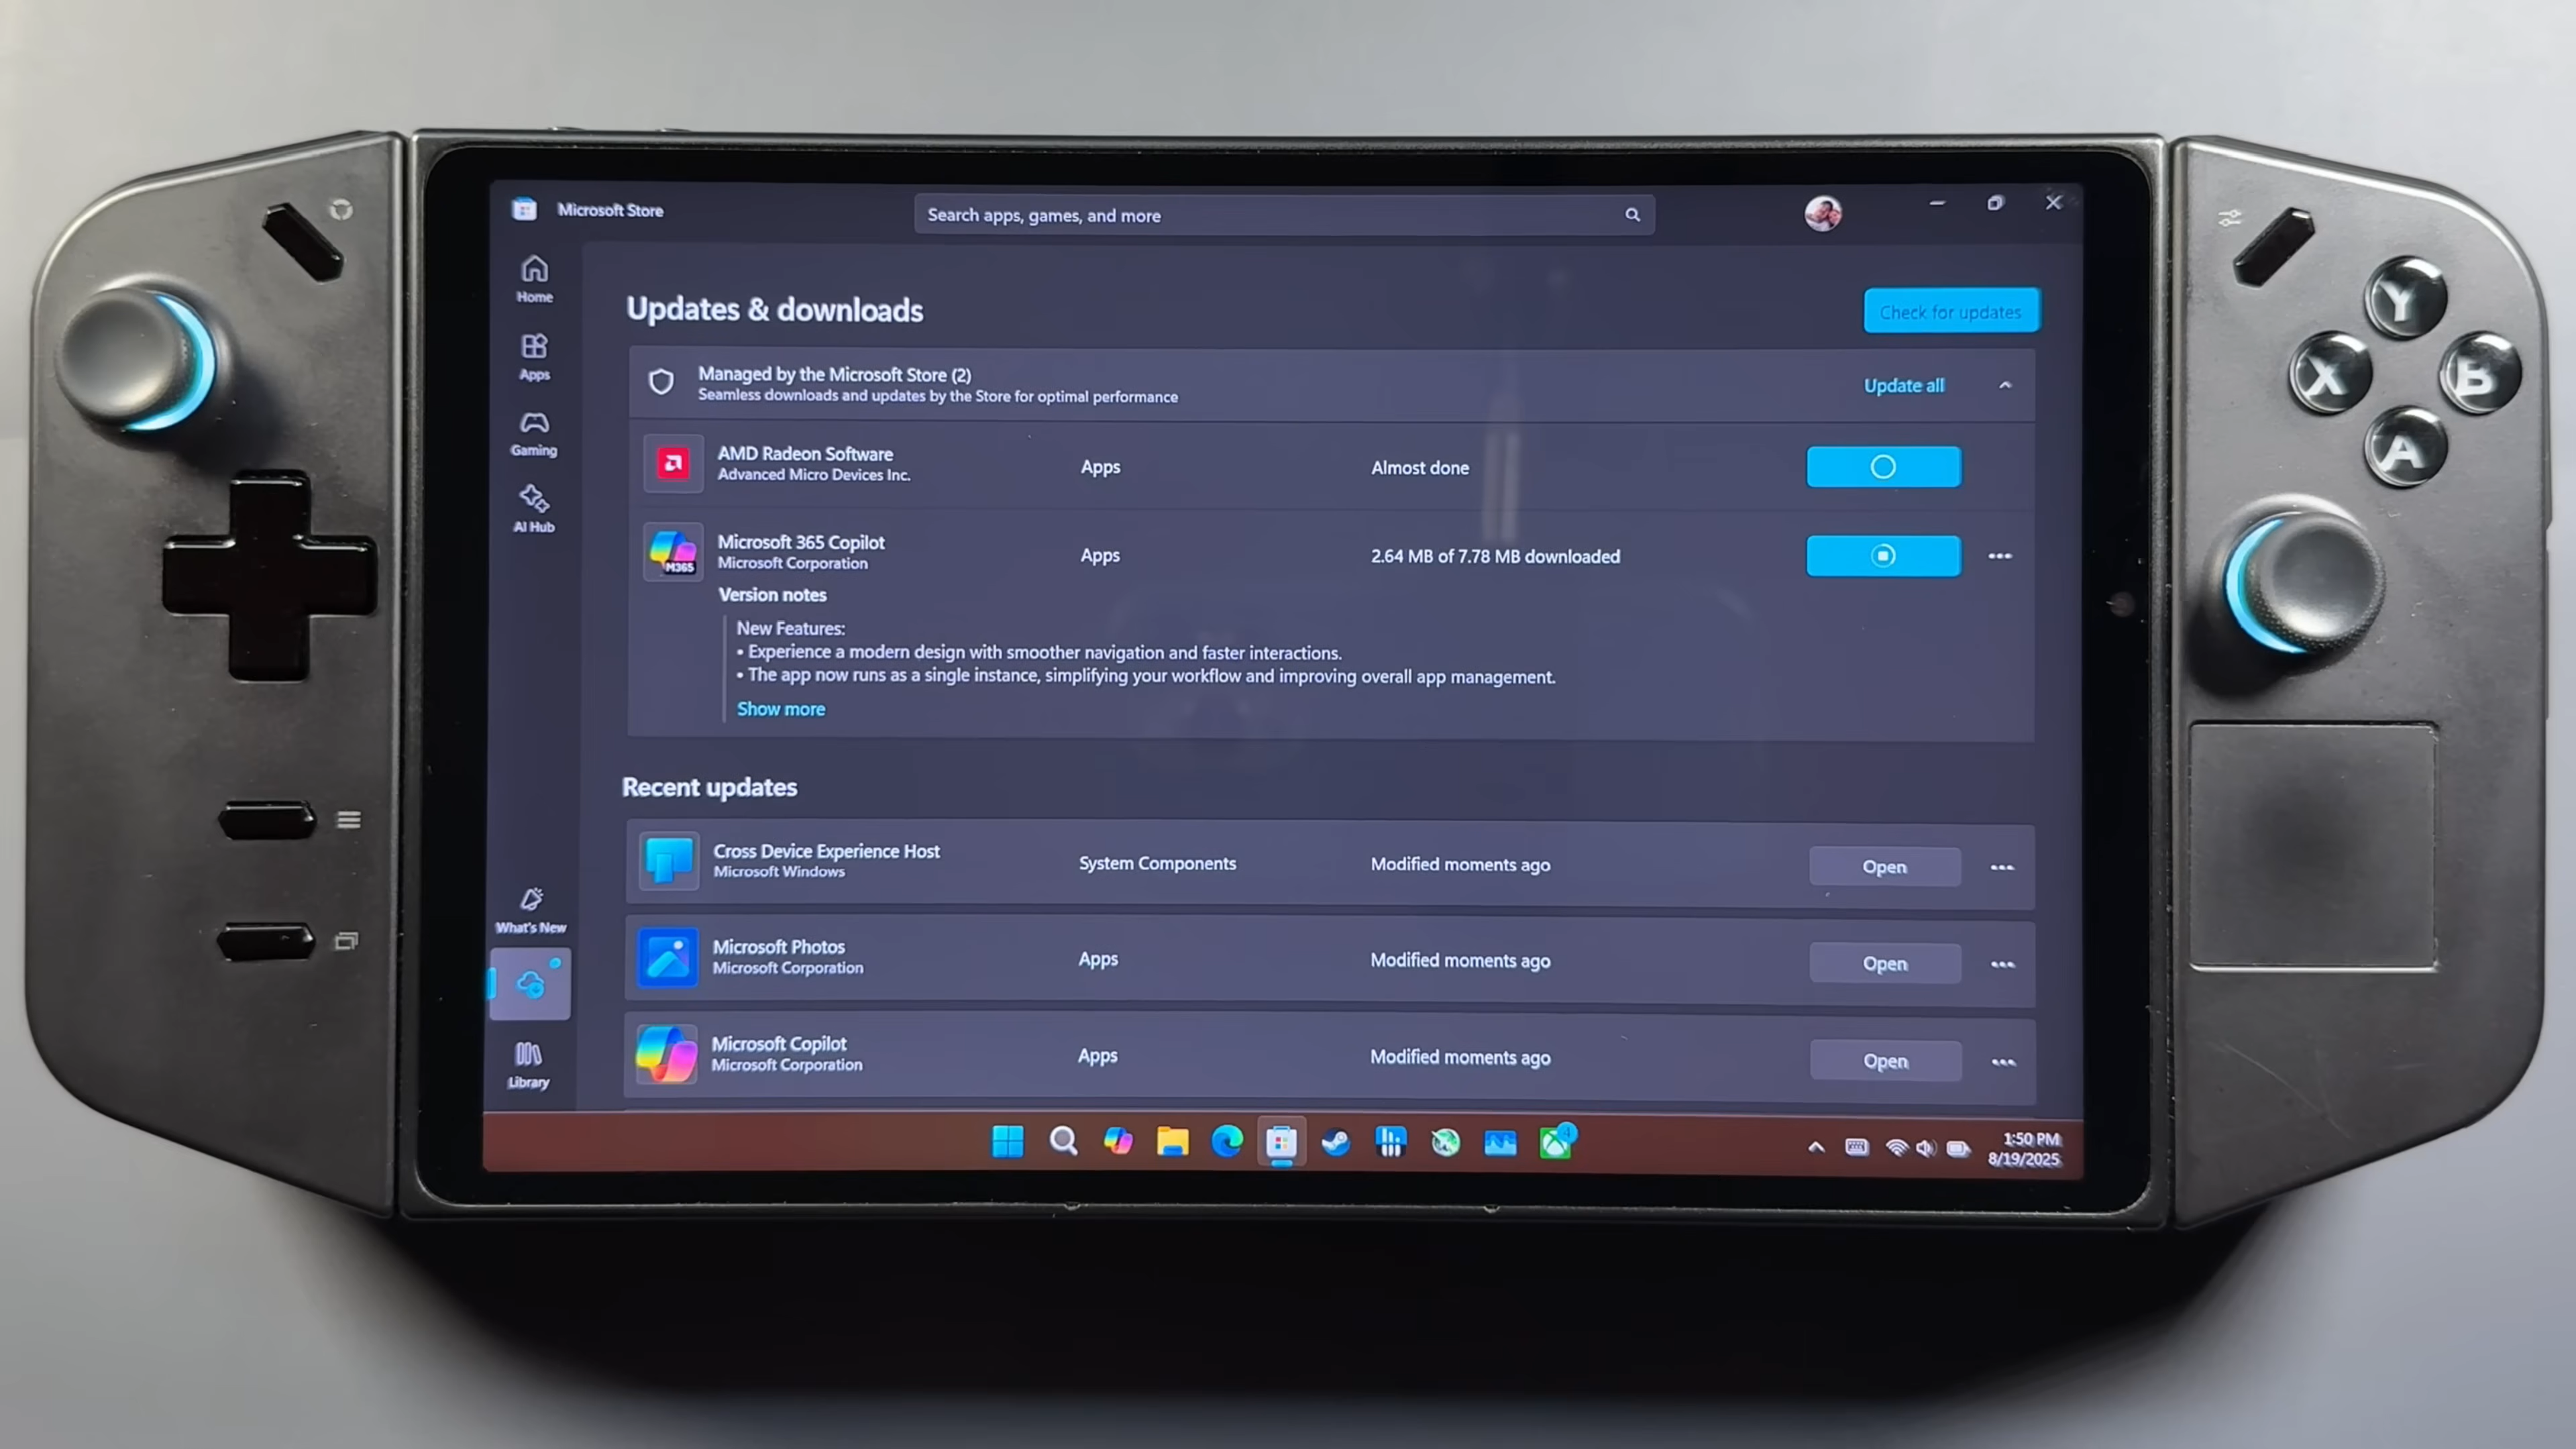 Microsoft Store
Search apps, games, and more
Home
Apps
Gaming
AI Hub
What's New
Library
Updates & downloads
Check for updates
Managed by the Microsoft Store (2)
Update all
Seamless downloads and updates by the Store for optimal performance
AMD Radeon Software
Advanced Micro Devices Inc.
Apps
Almost done
Microsoft 365 Copilot
Microsoft Corporation
M365
Apps
2.64 MB of 7.78 MB downloaded
Version notes
New Features:
• Experience a modern design with smoother navigation and faster interactions.
• The app now runs as a single instance, simplifying your workflow and improving overall app management.
Show more
Recent updates
Cross Device Experience Host
Microsoft Windows
System Components
Modified moments ago
Open
Microsoft Photos
Microsoft Corporation
Apps
Modified moments ago
Open
Microsoft Copilot
Microsoft Corporation
Apps
Modified moments ago
Open
1:50 PM
8/19/2025
Y
X
B
A